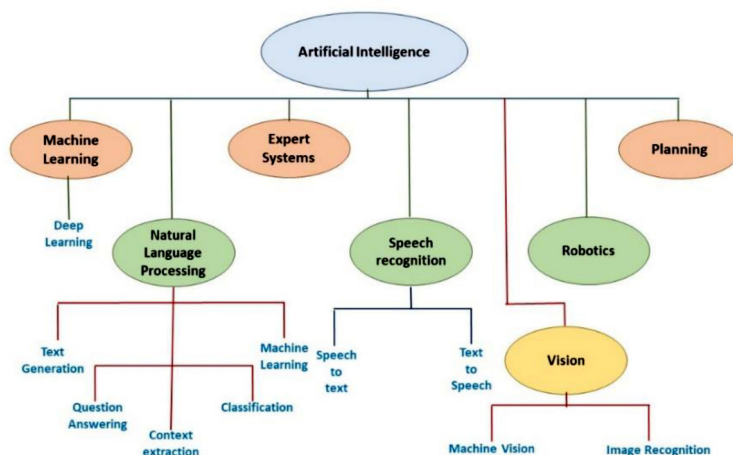 Artificial Intelligence
Machine
Learning
Expert
Systems
Planning
Deep
Learning
Natural
Language
Processing
Speech
recognition
Robotics
Text
Generation
Machine
Learning
Speech
to
text
Text
to
Speech
Vision
Question
Answering
Classification
Context
extraction
Machine Vision
Image Recognition